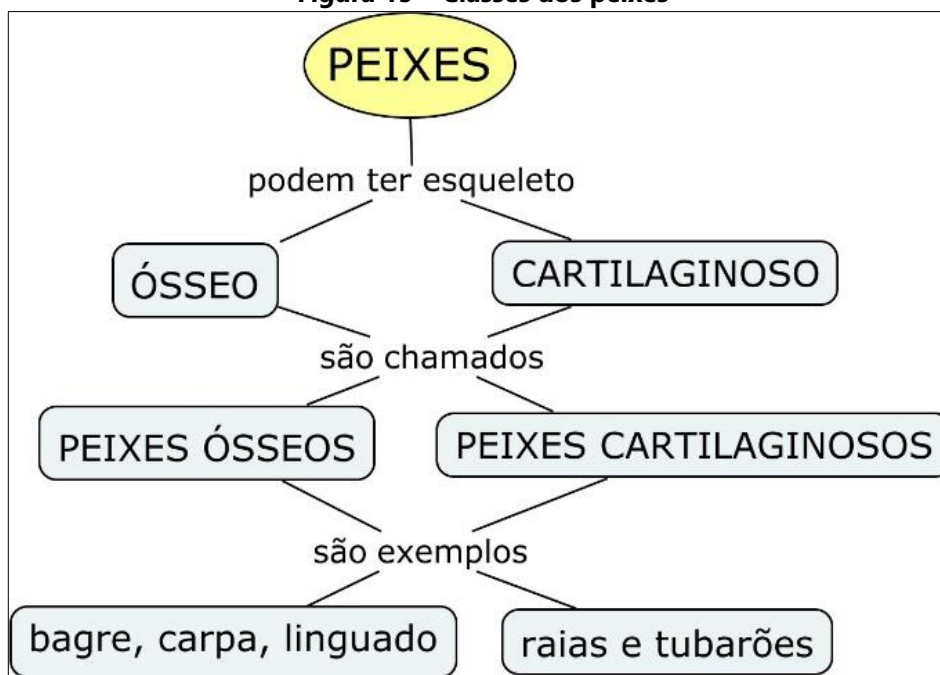 Figura – Classes dos peixes
PEIXES
podem ter esqueleto
ÓSSEO CARTILAGINOSO
são chamados
PEIXES ÓSSEOS PEIXES CARTILAGINOSOS
são exemplos
bagre, carpa, linguado raias e tubarões